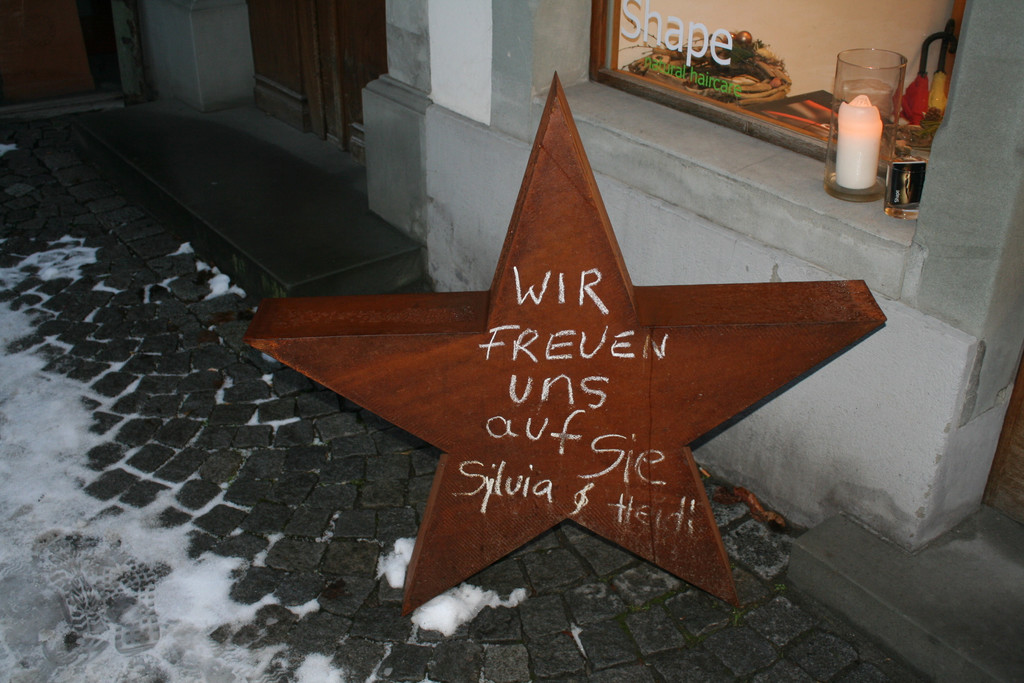 Shape
natural haircare
WIR
FREUEN
uns
auf Sie
Sylvia & Heidi